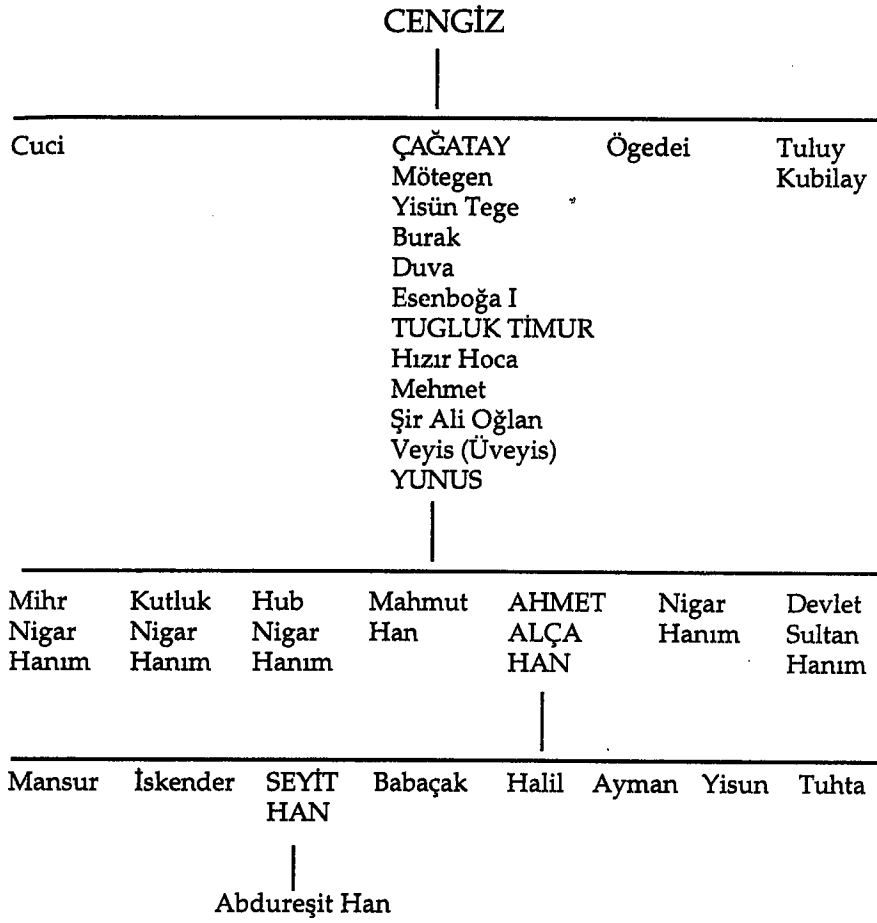 CENGİZ
Cuci
ÇAĞATAY
Mötegen
Yisün Tege
Burak
Duva
Esenboğa I
TUGLUK TİMUR
Hızır Hoca
Mehmet
Şir Ali Oğlan
Veyis (Üveyis)
YUNUS
Ögedei
Tuluy
Kubilay
Mihr
Nigar
Hanım
Kutluk
Nigar
Hanım
Hub
Nigar
Hanım
Mahmut
Han
AHMET
ALÇA
HAN
Nigar
Hanım
Devlet
Sultan
Hanım
Mansur
İskender
SEYİT
HAN
Babaçak
Halil
Ayman
Yisun
Tuhta
Abdureşit Han